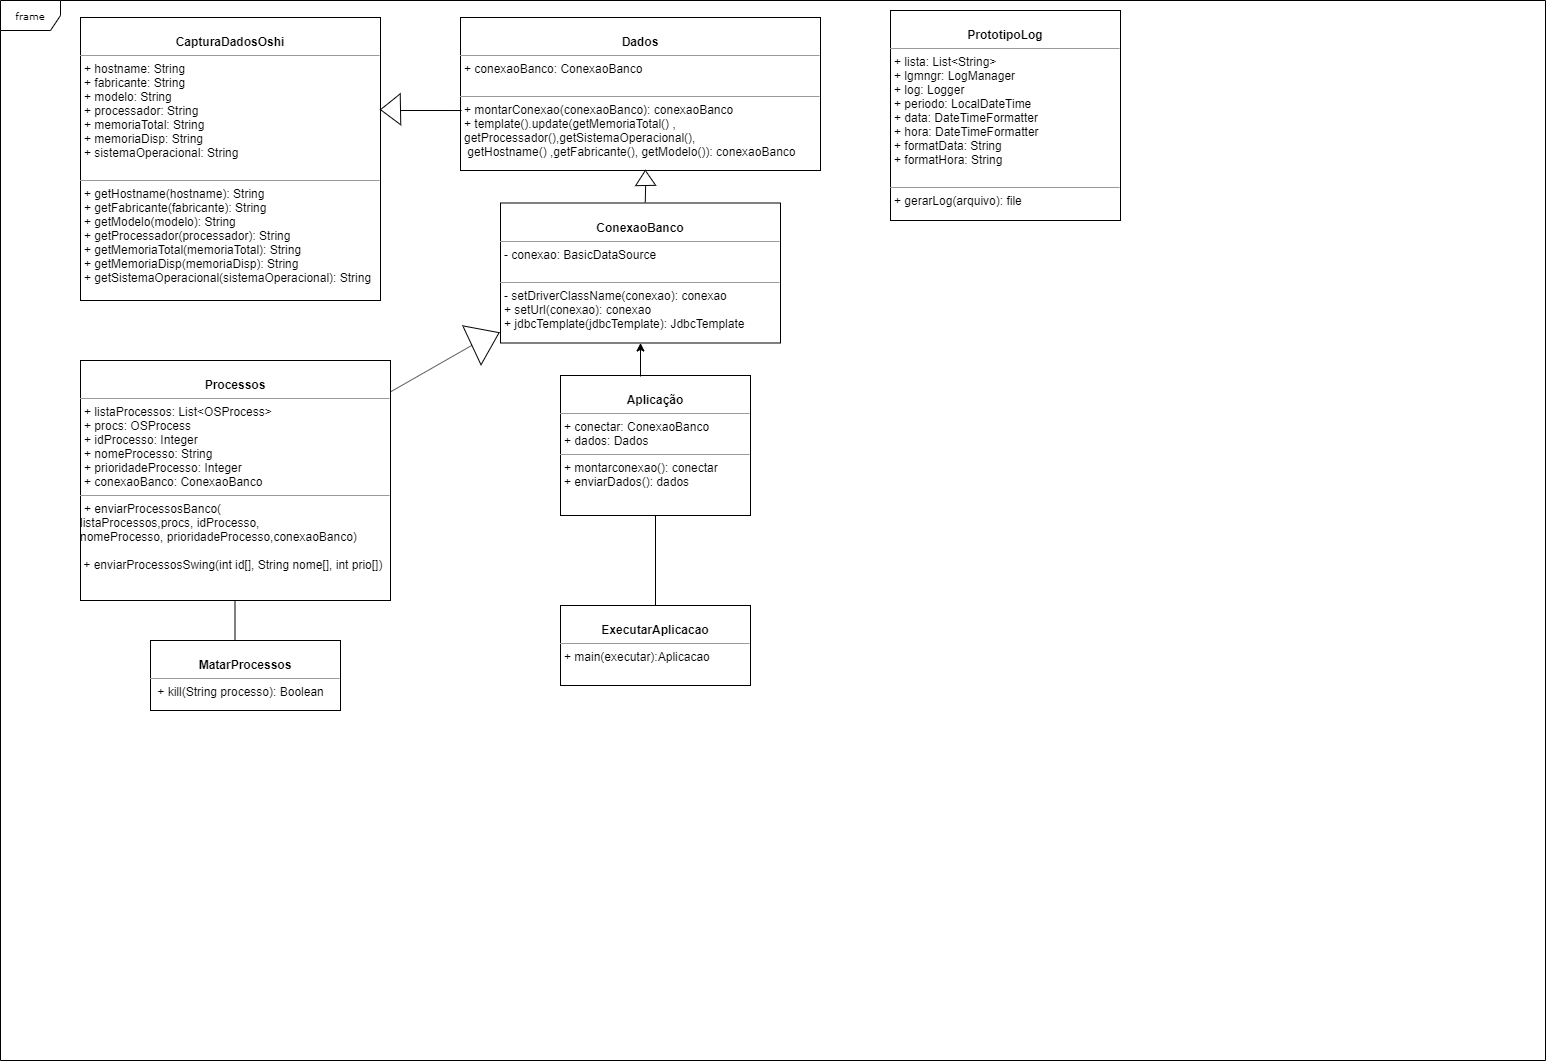 frame
CapturaDadosOshi
+ hostname: String
+ fabricante: String
+ modelo: String
+ processador: String
+ memoriaTotal: String
+ memoriaDisp: String
+ sistemaOperacional: String
+ getHostname(hostname): String
+ getFabricante(fabricante): String
+ getModelo(modelo): String
+ getProcessador(processador): String
+ getMemoriaTotal(memoriaTotal): String
+ getMemoriaDisp(memoriaDisp): String
+ getSistemaOperacional(sistemaOperacional): String
Dados
+ conexaoBanco: ConexaoBanco
+ montarConexao(conexaoBanco): conexaoBanco
+ template().update(getMemoriaTotal() ,
getProcessador(),getSistemaOperacional(),
getHostname() ,getFabricante(), getModelo()): conexaoBanco
PrototipoLog
+ lista: List<String>
+ lgmngr: LogManager
+ log: Logger
+ periodo: LocalDateTime
+ data: DateTimeFormatter
+ hora: DateTimeFormatter
+ formatData: String
+ formatHora: String
+ gerarLog(arquivo): file
ConexaoBanco
- conexao: BasicDataSource
- setDriverClassName(conexao): conexao
+ setUrl(conexao): conexao
+ jdbcTemplate(jdbcTemplate): JdbcTemplate
Processos
+ listaProcessos: List<OSProcess>
+ procs: OSProcess
+ idProcesso: Integer
+ nomeProcesso: String
+ prioridadeProcesso: Integer
+ conexaoBanco: ConexaoBanco
+ enviarProcessosBanco(
listaProcessos,procs, idProcesso,
nomeProcesso, prioridadeProcesso,conexaoBanco)
+ enviarProcessosSwing(int id[], String nome[], int prio[])
Aplicação
+ conectar: ConexaoBanco
+ dados: Dados
+ montarconexao(): conectar
+ enviarDados(): dados
ExecutarAplicacao
+ main(executar):Aplicacao
MatarProcessos
+ kill(String processo): Boolean